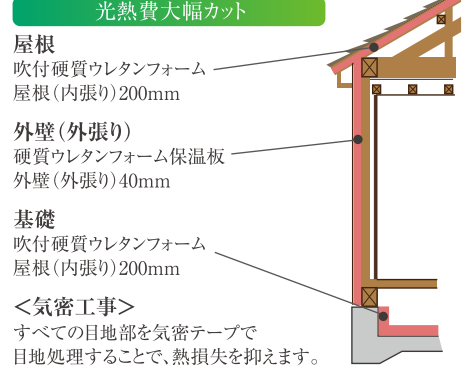 光熱費大幅カット
屋根
吹付硬質ウレタンフォーム
屋根（内張り）200mm
外壁（外張り）
硬質ウレタンフォーム保温板
外壁（外張り）40mm
基礎
吹付硬質ウレタンフォーム
屋根（内張り）200mm
＜気密工事＞
すべての目地部を気密テープで
目地処理することで、熱損失を抑えます。